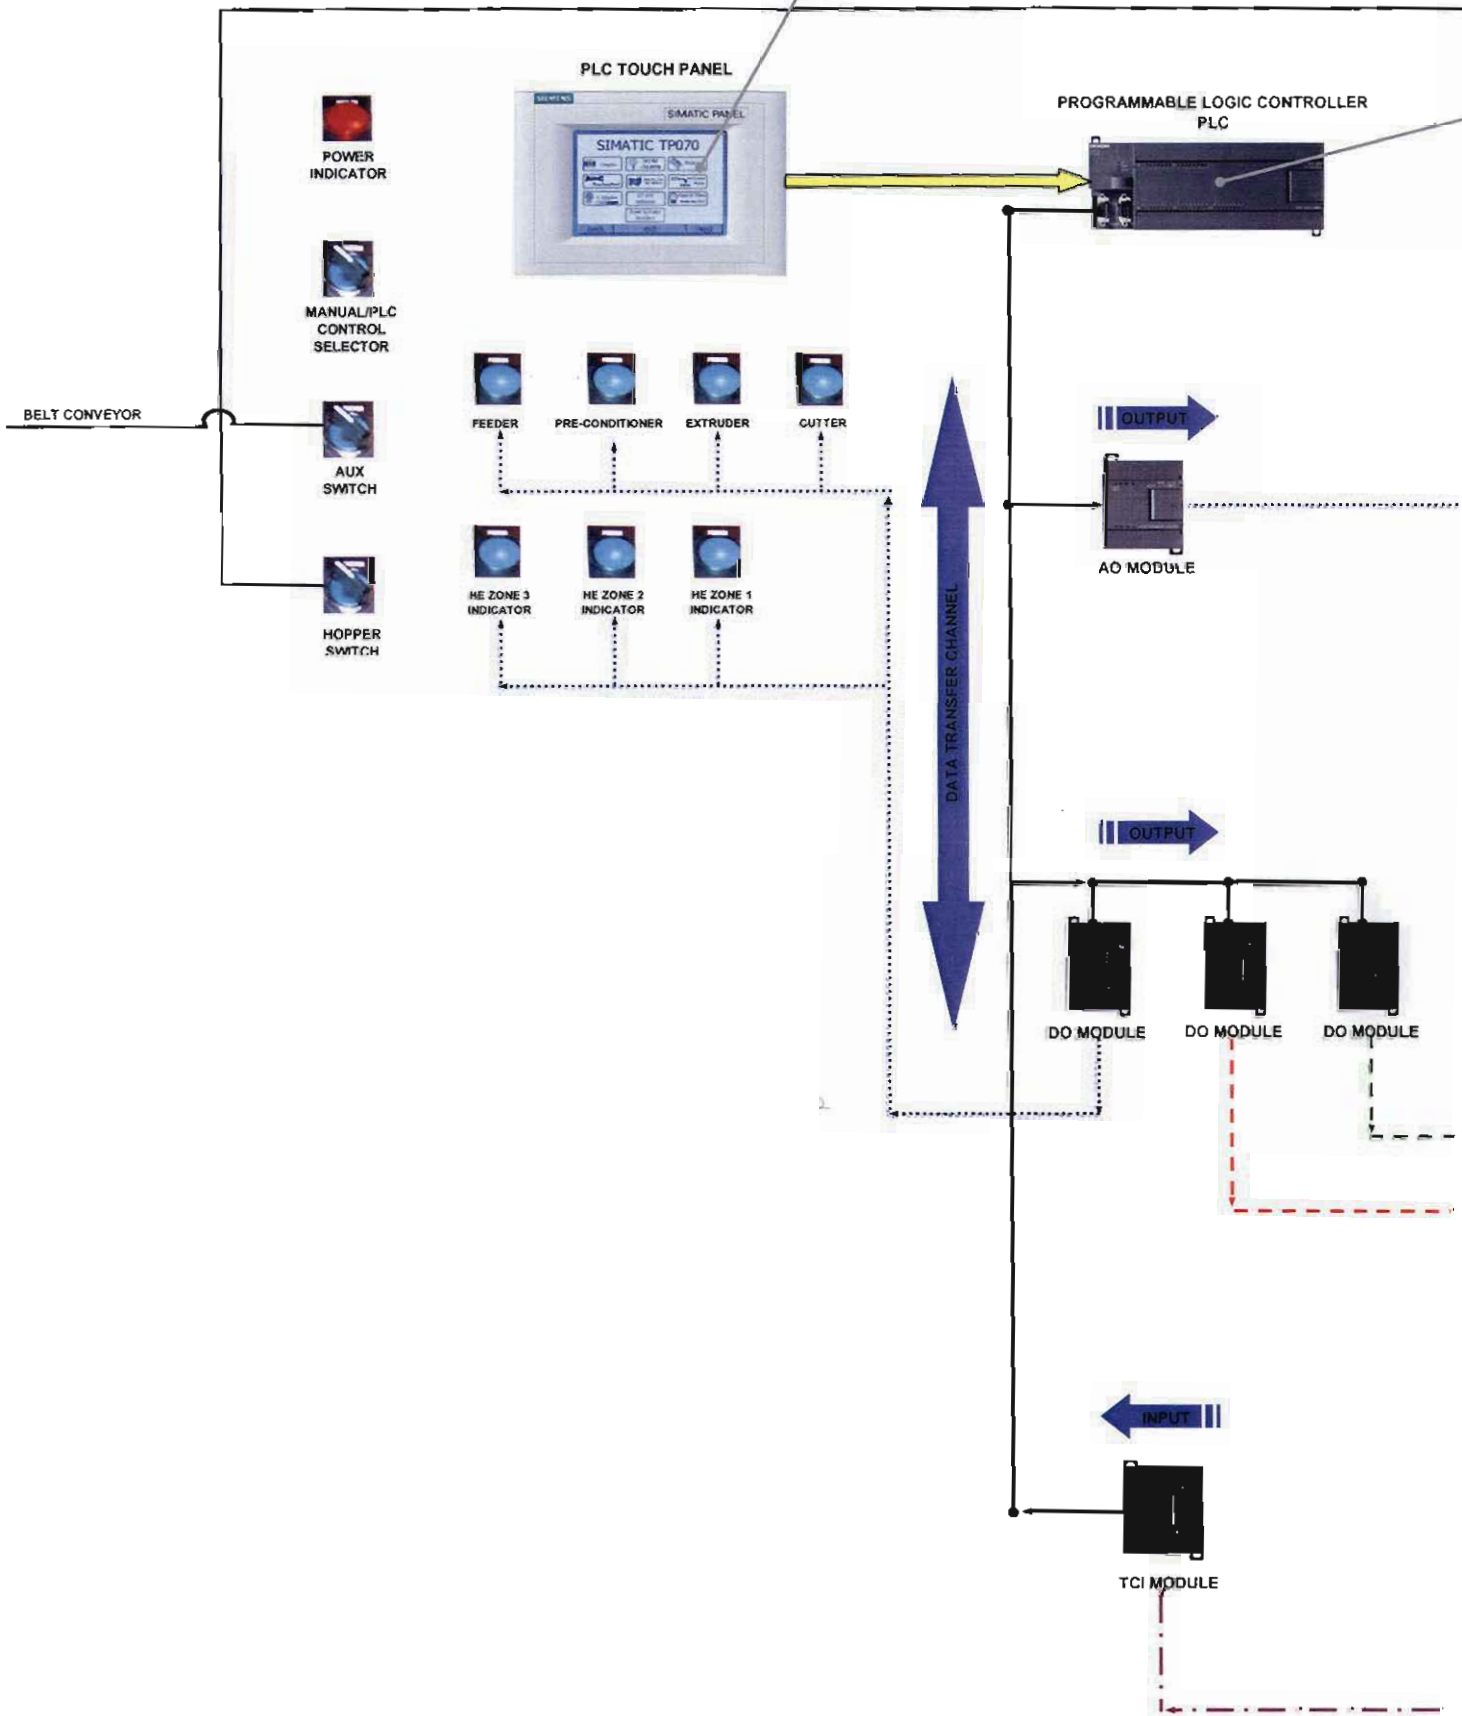 PLC TOUCH PANEL
SIEMENS
SIMATIC PANEL
SIMATIC TP070
PROGRAMMABLE LOGIC CONTROLLER
PLC
POWER
INDICATOR
MANUAL/PLC
CONTROL
SELECTOR
BELT CONVEYOR
AUX
SWITCH
HOPPER
SWITCH
FEEDER
PRE-CONDITIONER
EXTRUDER
CUTTER
HE ZONE 3
INDICATOR
HE ZONE 2
INDICATOR
HE ZONE 1
INDICATOR
DATA TRANSFER CHANNEL
OUTPUT
AO MODULE
OUTPUT
DO MODULE
DO MODULE
DO MODULE
INPUT
TCI MODULE